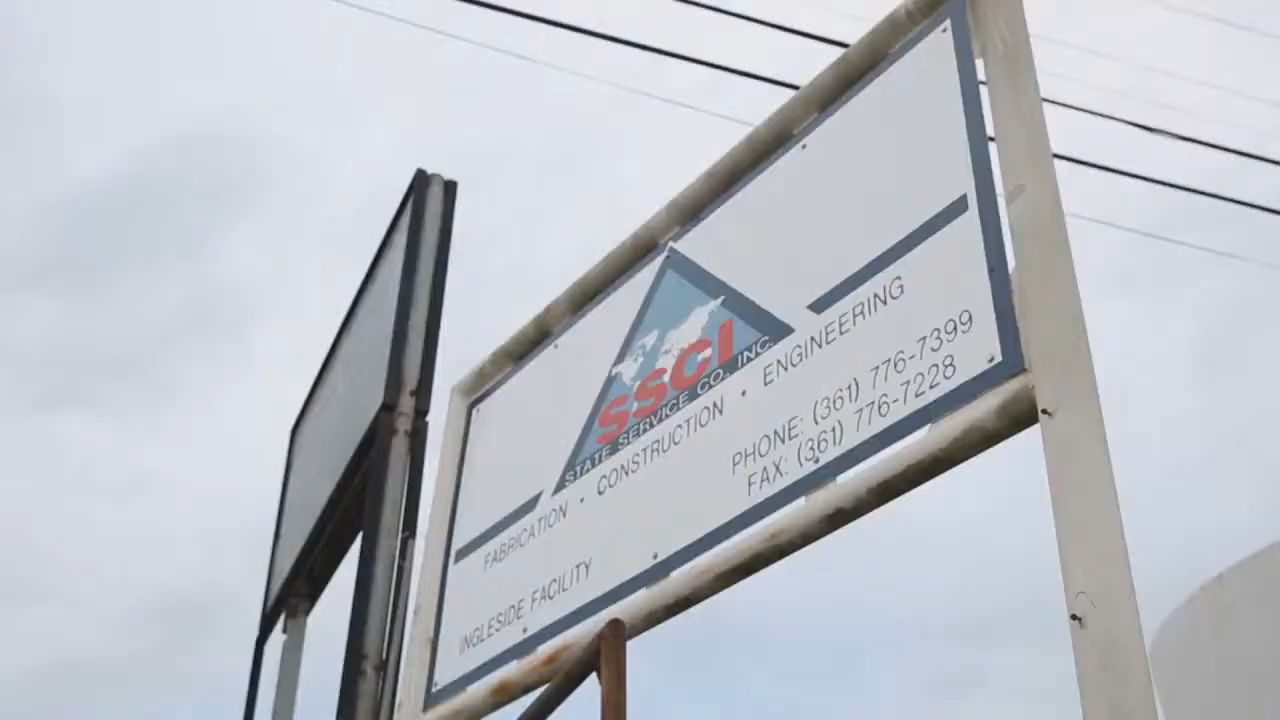 SSCI
STATE SERVICE CO., INC.
FABRICATION • CONSTRUCTION • ENGINEERING
PHONE: (361) 776-7399
FAX: (361) 776-7228
INGLESIDE FACILITY